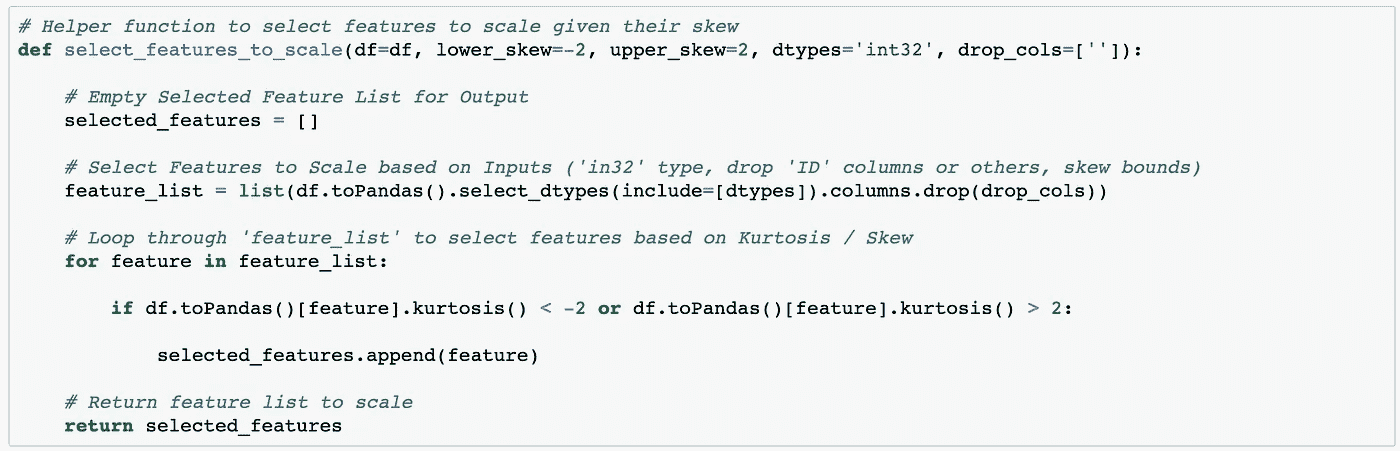 # Helper function to select features to scale given their skew
def select_features_to_scale(df=df, lower_skew=-2, upper_skew=2, dtypes='int32', drop_cols=['']):
# Empty Selected Feature List for Output
selected_features = []
# Select Features to Scale based on Inputs ('in32' type, drop 'ID' columns or others, skew bounds)
feature_list = list(df.toPandas().select_dtypes(include=[dtypes]).columns.drop(drop_cols))
# Loop through 'feature_list' to select features based on Kurtosis / Skew
for feature in feature_list:
if df.toPandas()[feature].kurtosis() < -2 or df.toPandas()[feature].kurtosis() > 2:
selected_features.append(feature)
# Return feature list to scale
return selected_features